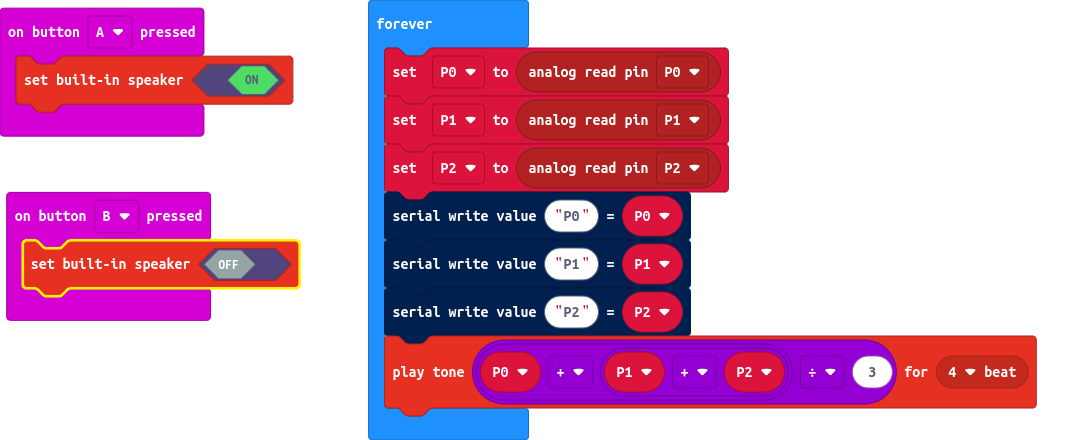 on button A pressed
set built-in speaker ON
on button B pressed
set built-in speaker OFF
forever
set P0 to analog read pin P0
set P1 to analog read pin P1
set P2 to analog read pin P2
serial write value "P0" = P0
serial write value "P1" = P1
serial write value "P2" = P2
play tone P0 + P1 + P2 ÷ 3 for 4 beat